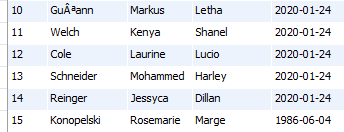 10 GuÂªann Markus Letha 2020-01-24
11 Welch Kenya Shanel 2020-01-24
12 Cole Laurine Lucio 2020-01-24
13 Schneider Mohammed Harley 2020-01-24
14 Reinger Jessyca Dillan 2020-01-24
15 Konopelski Rosemarie Marge 1986-06-04